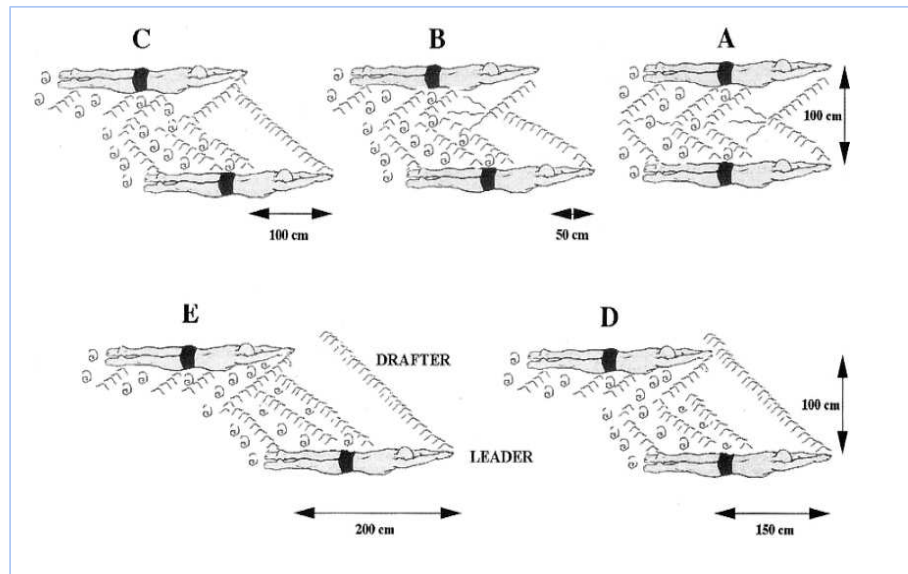 C B A
100 cm
100 cm
50 cm
E D
DRAFTER
100 cm
LEADER
200 cm
150 cm